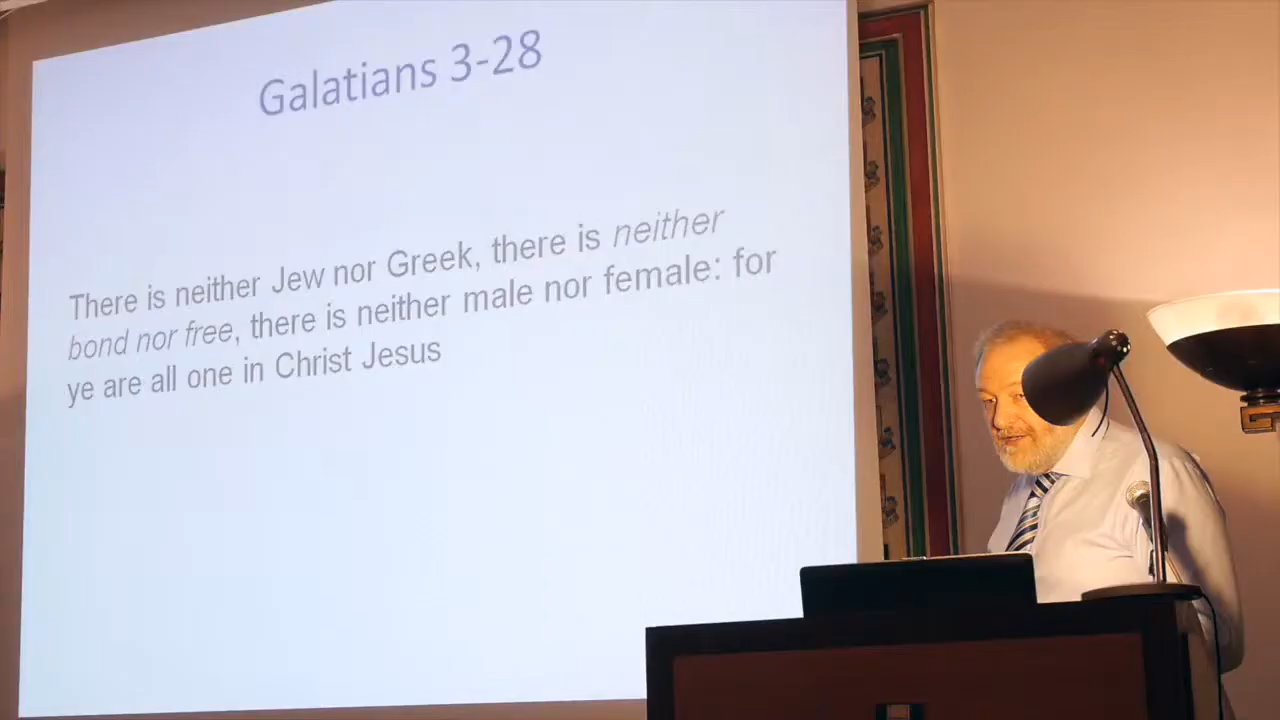 Galatians 3-28
There is neither Jew nor Greek, there is neither
bond nor free, there is neither male nor female: for
ye are all one in Christ Jesus